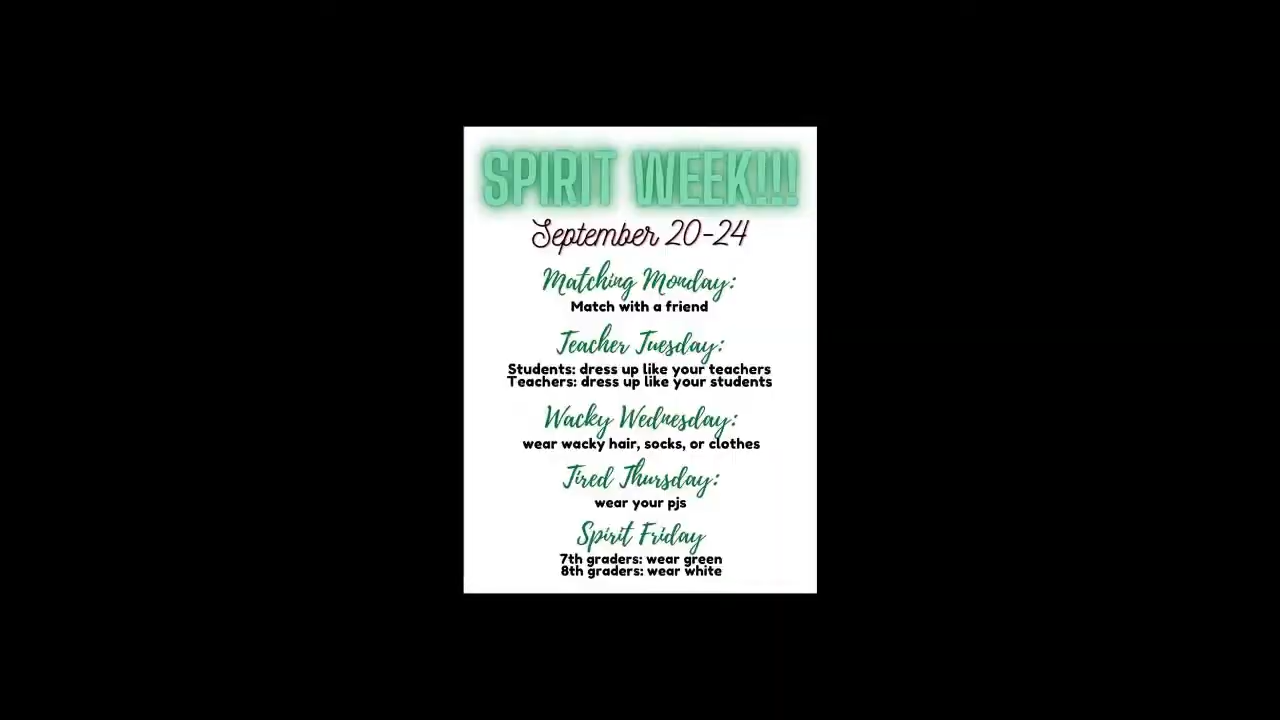 SPIRIT WEEK!!!
September 20-24
Matching Monday:
Match with a friend
Teacher Tuesday:
Students: dress up like your teachers
Teachers: dress up like your students
Wacky Wednesday:
wear wacky hair, socks, or clothes
Tired Thursday:
wear your pjs
Spirit Friday
7th graders: wear green
8th graders: wear white